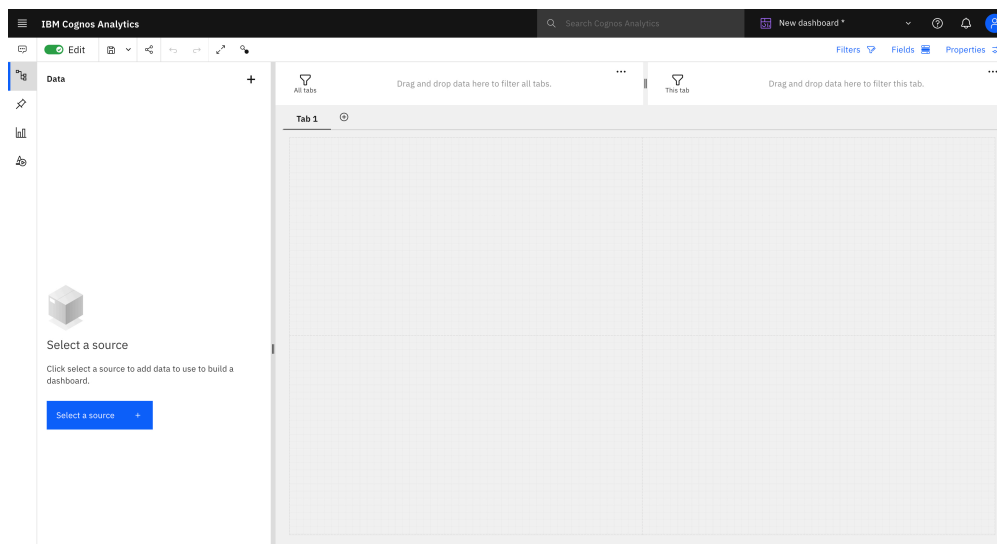 IBM Cognos Analytics
Search Cognos Analytics
New dashboard *
Edit
Filters
Fields
Properties
Data
All tabs
Drag and drop data here to filter all tabs.
This tab
Drag and drop data here to filter this tab.
Tab 1
Select a source
Click select a source to add data to use to build a
dashboard.
Select a source +